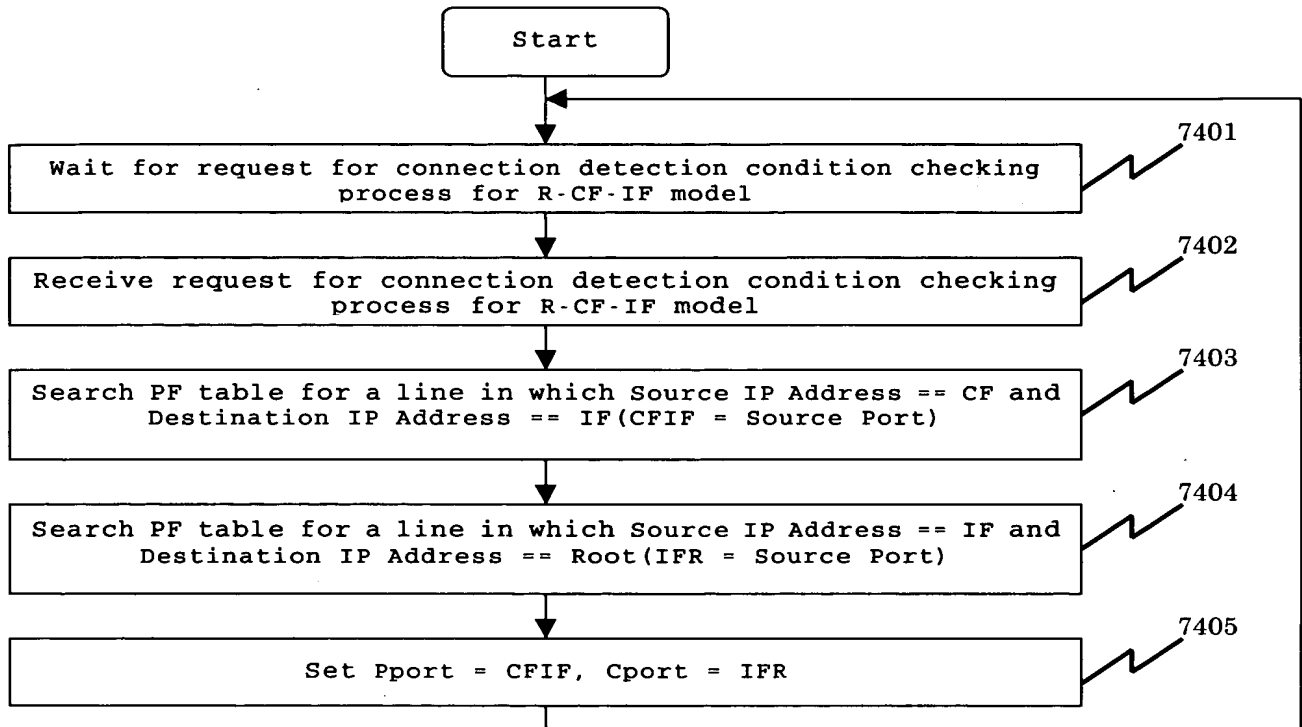 Start
7401
Wait for request for connection detection condition checking
process for R-CF-IF model
7402
Receive request for connection detection condition checking
process for R-CF-IF model
7403
Search PF table for a line in which Source IP Address == CF and
Destination IP Address == IF(CFIF = Source Port)
7404
Search PF table for a line in which Source IP Address == IF and
Destination IP Address == Root(IFR = Source Port)
7405
Set Pport = CFIF, Cport = IFR